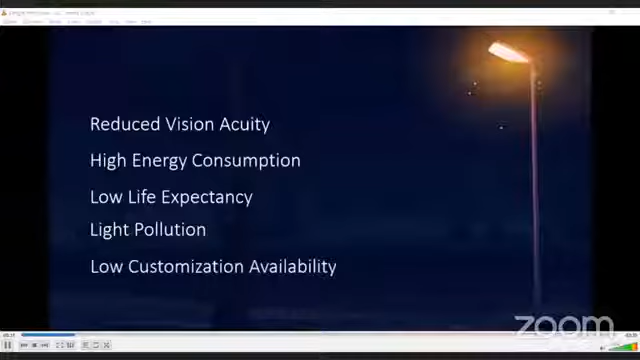 Reduced Vision Acuity
High Energy Consumption
Low Life Expectancy
Light Pollution
Low Customization Availability
zoom